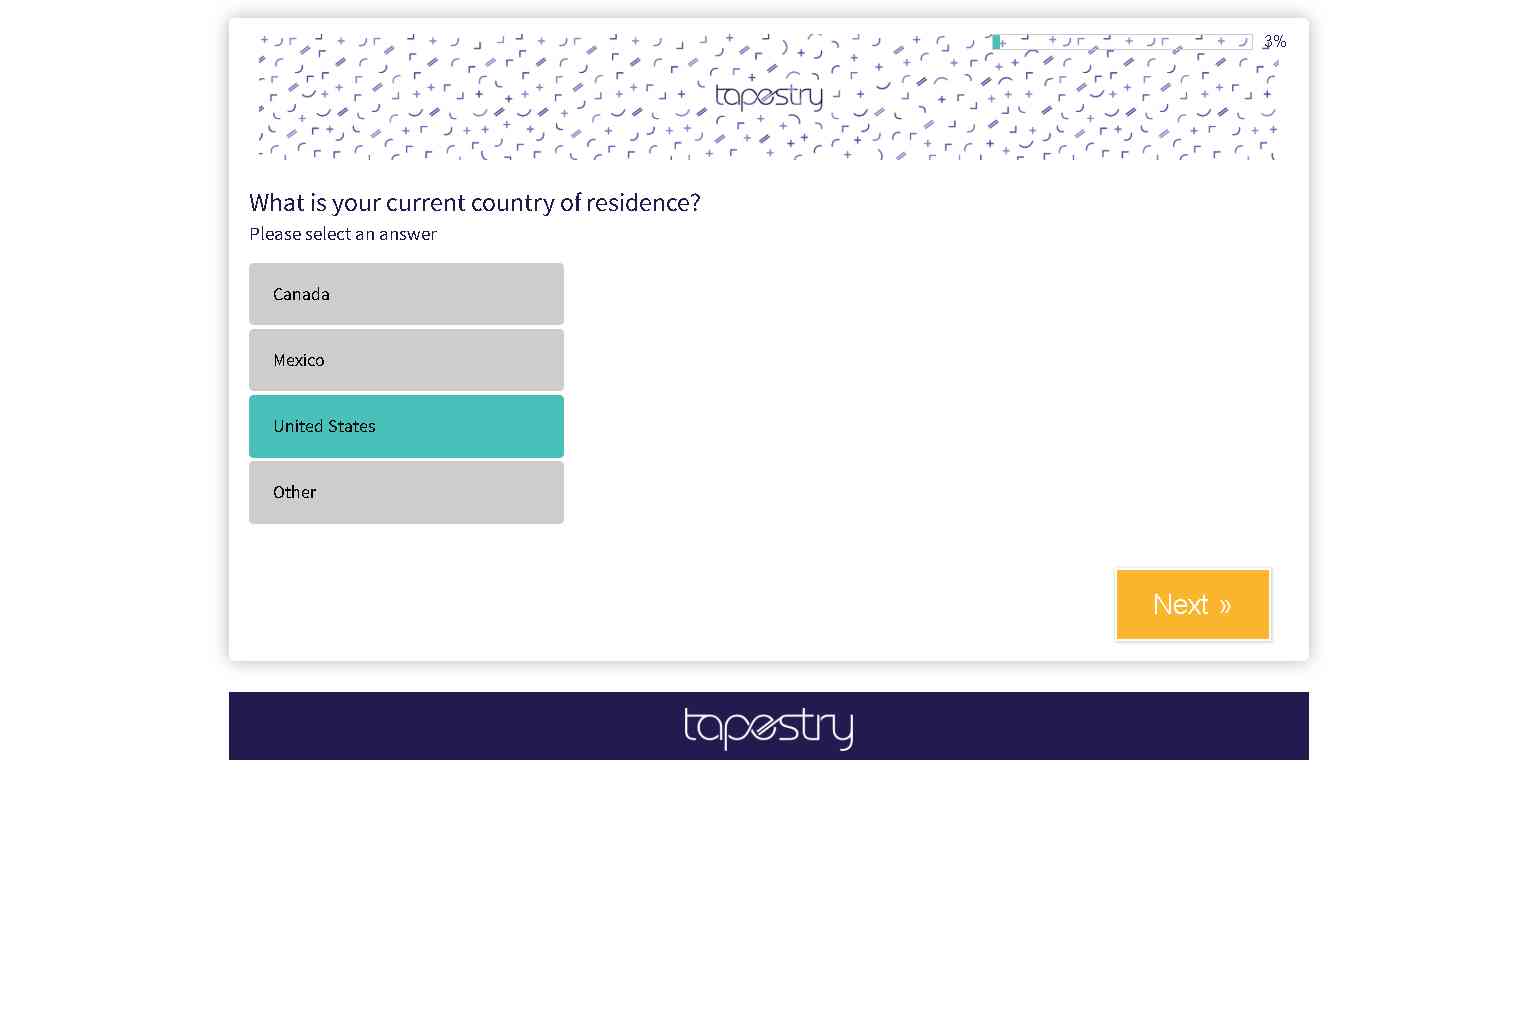 3%
tapestry
What is your current country of residence?
Please select an answer
Canada
Mexico
United States
Other
Next »
tapestry